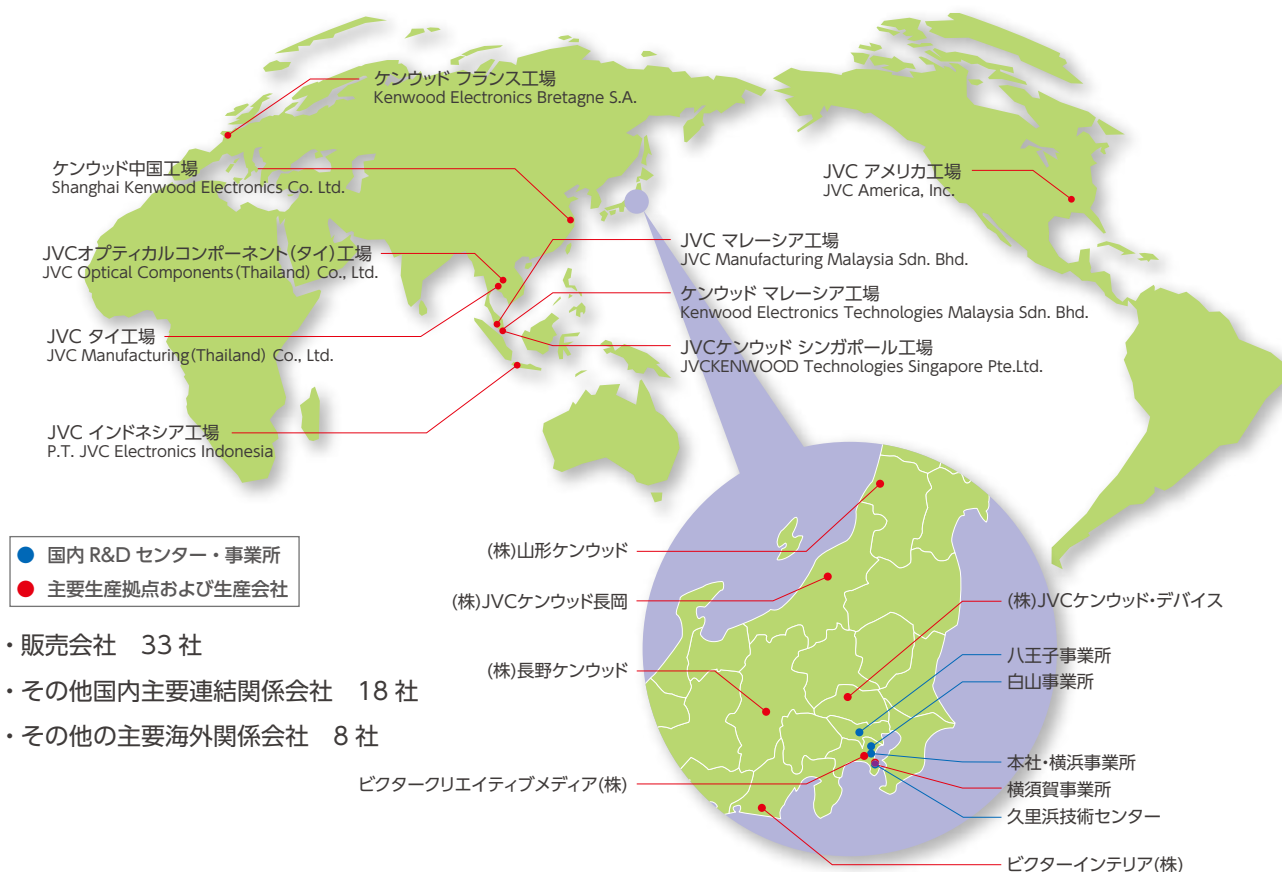 ケンウッド フランス工場
Kenwood Electronics Bretagne S.A.
ケンウッド中国工場
Shanghai Kenwood Electronics Co. Ltd.
JVC アメリカ工場
JVC America, Inc.
JVCオプティカルコンポーネント(タイ)工場
JVC Optical Components(Thailand) Co., Ltd.
JVC マレーシア工場
JVC Manufacturing Malaysia Sdn. Bhd.
ケンウッド マレーシア工場
Kenwood Electronics Technologies Malaysia Sdn. Bhd.
JVC タイ工場
JVC Manufacturing(Thailand) Co., Ltd.
JVCケンウッド シンガポール工場
JVCKENWOOD Technologies Singapore Pte.Ltd.
JVC インドネシア工場
P.T. JVC Electronics Indonesia
国内 R&D センター・事業所
主要生産拠点および生産会社
・販売会社 33 社
・その他国内主要連結関係会社 18 社
・その他の主要海外関係会社 8 社
(株)山形ケンウッド
(株)JVCケンウッド長岡
(株)長野ケンウッド
ビクタークリエイティブメディア(株)
(株)JVCケンウッド・デバイス
八王子事業所
白山事業所
本社・横浜事業所
横須賀事業所
久里浜技術センター
ビクターインテリア(株)